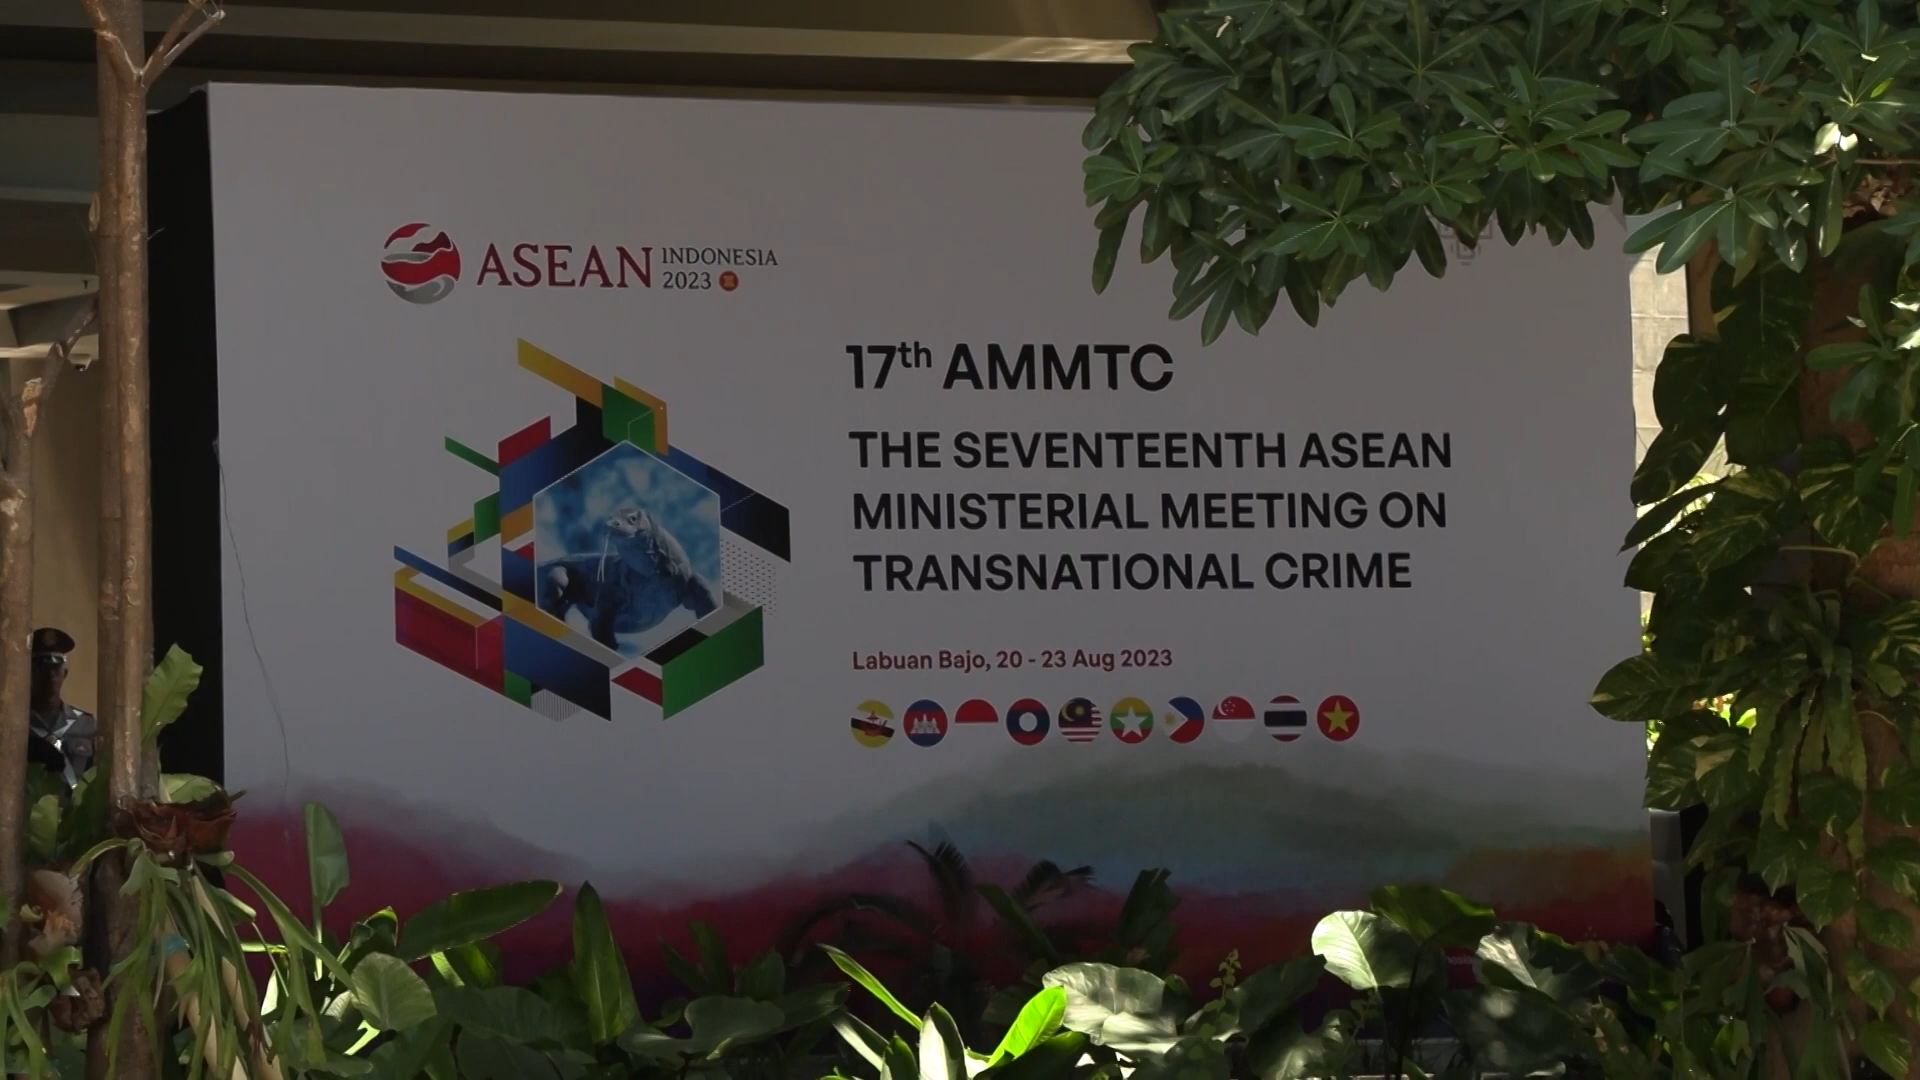 ASEAN INDONESIA
2023
17th AMMTC
THE SEVENTEENTH ASEAN
MINISTERIAL MEETING ON
TRANSNATIONAL CRIME
Labuan Bajo, 20 - 23 Aug 2023